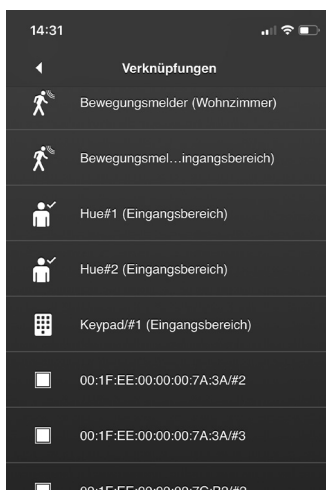 14:31
Verknüpfungen
Bewegungsmelder (Wohnzimmer)
Bewegungsmel...ingangsbereich)
Hue#1 (Eingangsbereich)
Hue#2 (Eingangsbereich)
Keypad/#1 (Eingangsbereich)
00:1F:EE:00:00:00:7A:3A/#2
00:1F:EE:00:00:00:7A:3A/#3